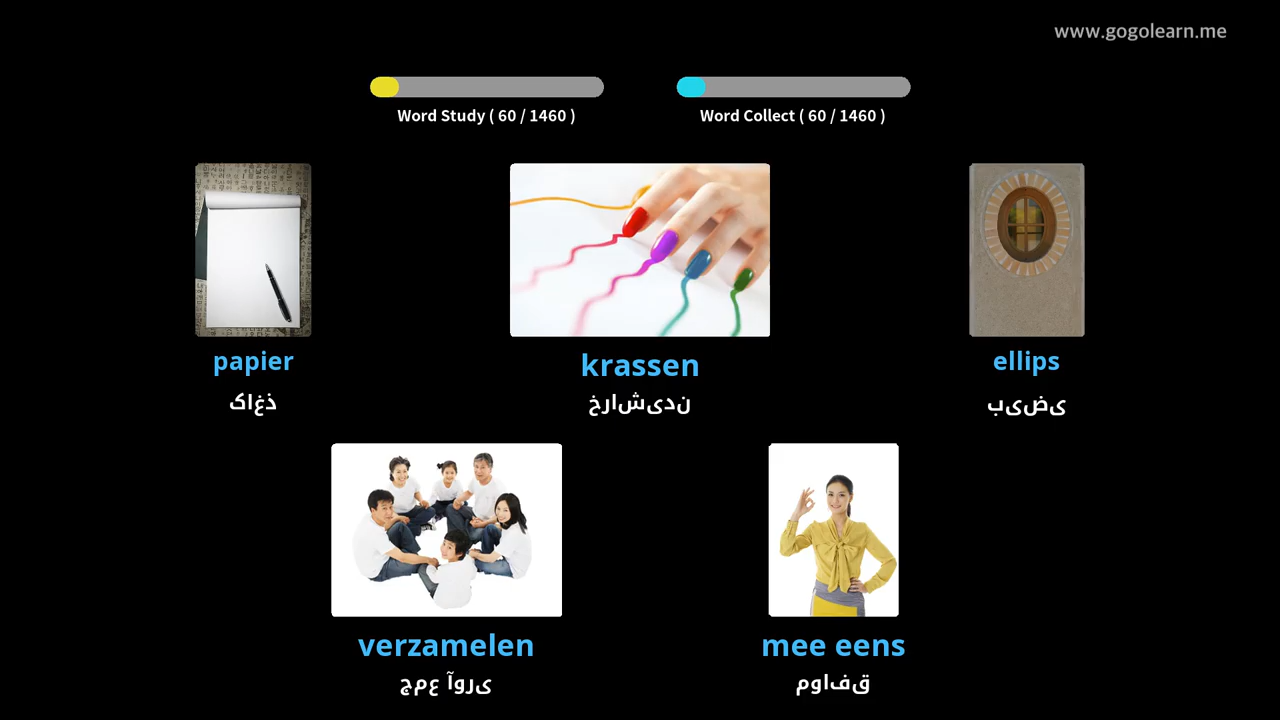 www.gogolearn.me
Word Study ( 60 / 1460 )
Word Collect ( 60 / 1460 )
papier
krassen
ellips
کاغذ
خراشیدن
بیضی
verzamelen
mee eens
جمع آوری
موافق